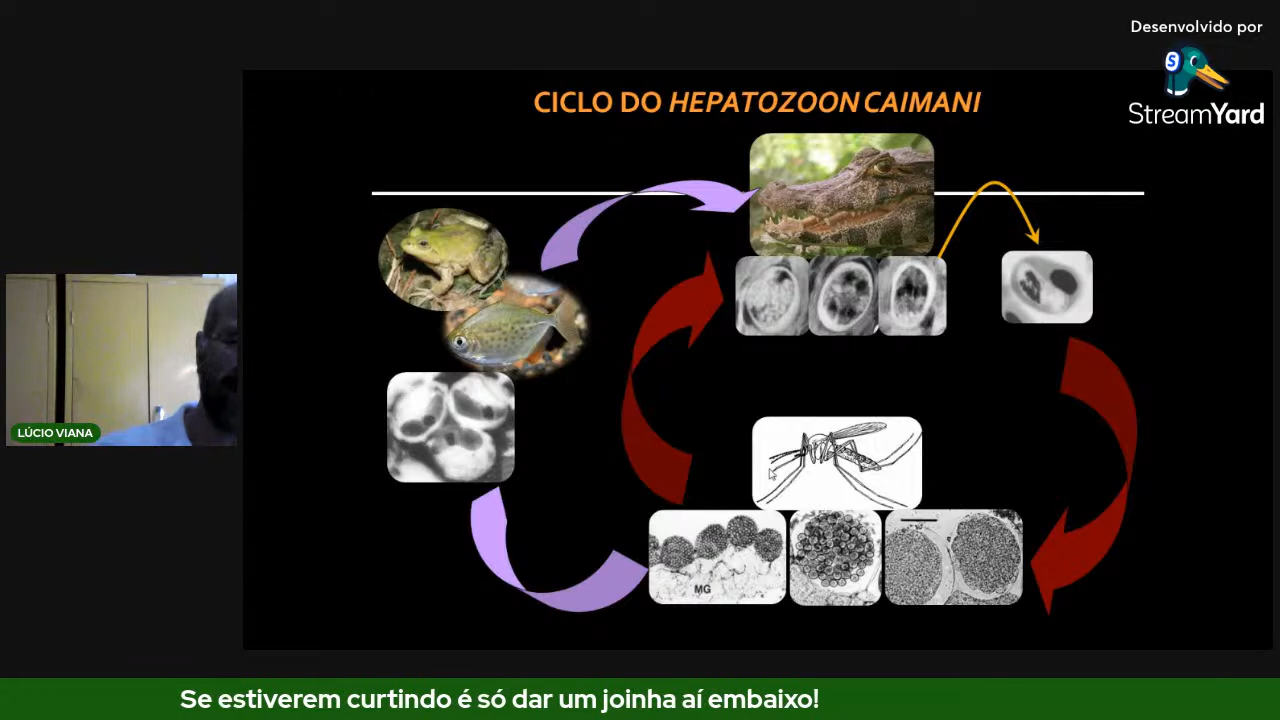 Desenvolvido por
StreamYard
CICLO DO HEPATOZOON CAIMANI
LÚCIO VIANA
MG
Se estiverem curtindo é só dar um joinha aí embaixo!